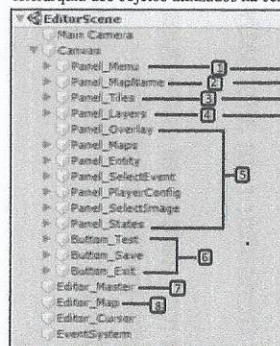 EditorScene
Main Camera
Canvas
Panel_Menu 1
Panel_MapName 2
Panel_Tiles 3
Panel_Layers 4
Panel_Overlay
Panel_Maps
Panel_Entity
Panel_SelectEvent 5
Panel_PlayerConfig
Panel_SelectImage
Panel_States
Button_Test
Button_Save 6
Button_Exit
Editor_Master 7
Editor_Map 8
Editor_Cursor
EventSystem